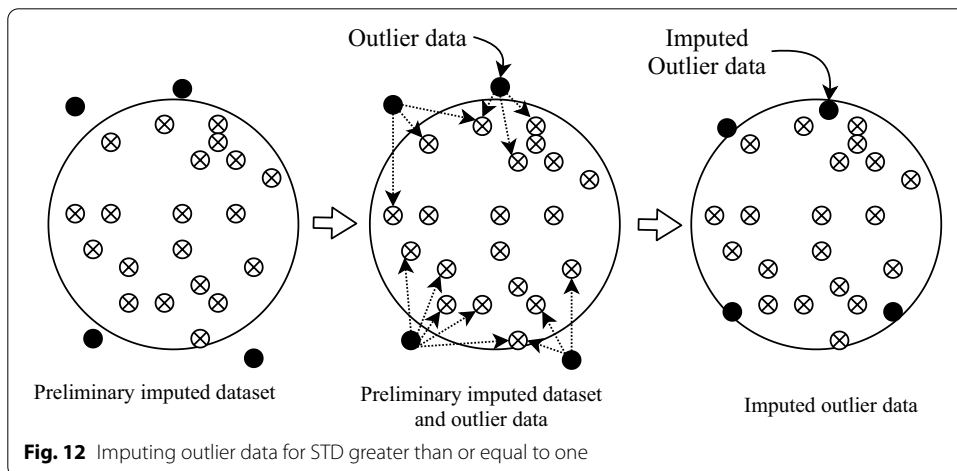 Outlier data
Imputed
Outlier data
Preliminary imputed dataset
Preliminary imputed dataset
and outlier data
Imputed outlier data
Fig. 12 Imputing outlier data for STD greater than or equal to one